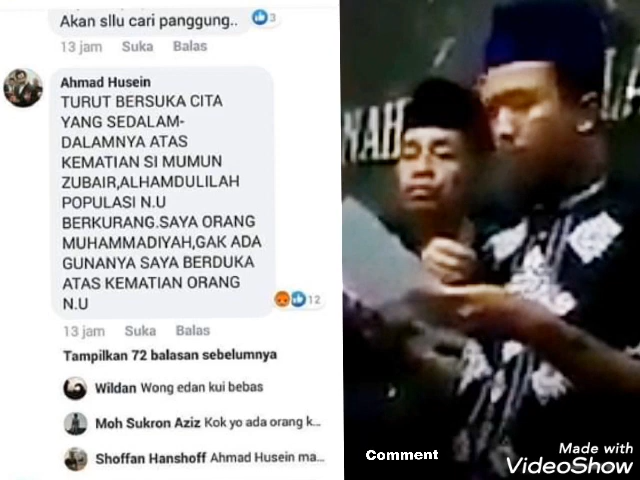 Akan sllu cari panggung..
3
13 jam Suka Balas
Ahmad Husein
TURUT BERSUKA CITA
YANG SEDALAM-
DALAMNYA ATAS
KEMATIAN SI MUMUN
ZUBAIR,ALHAMDULILAH
POPULASI N.U
BERKURANG.SAYA ORANG
MUHAMMADIYAH,GAK ADA
GUNANYA SAYA BERDUKA
ATAS KEMATIAN ORANG
N.U
12
13 jam Suka Balas
Tampilkan 72 balasan sebelumnya
Wildan Wong edan kui bebas
Moh Sukron Aziz Kok yo ada orang k...
Shoffan Hanshoff Ahmad Husein ma...
NAH
Comment
Made with
VideoShow